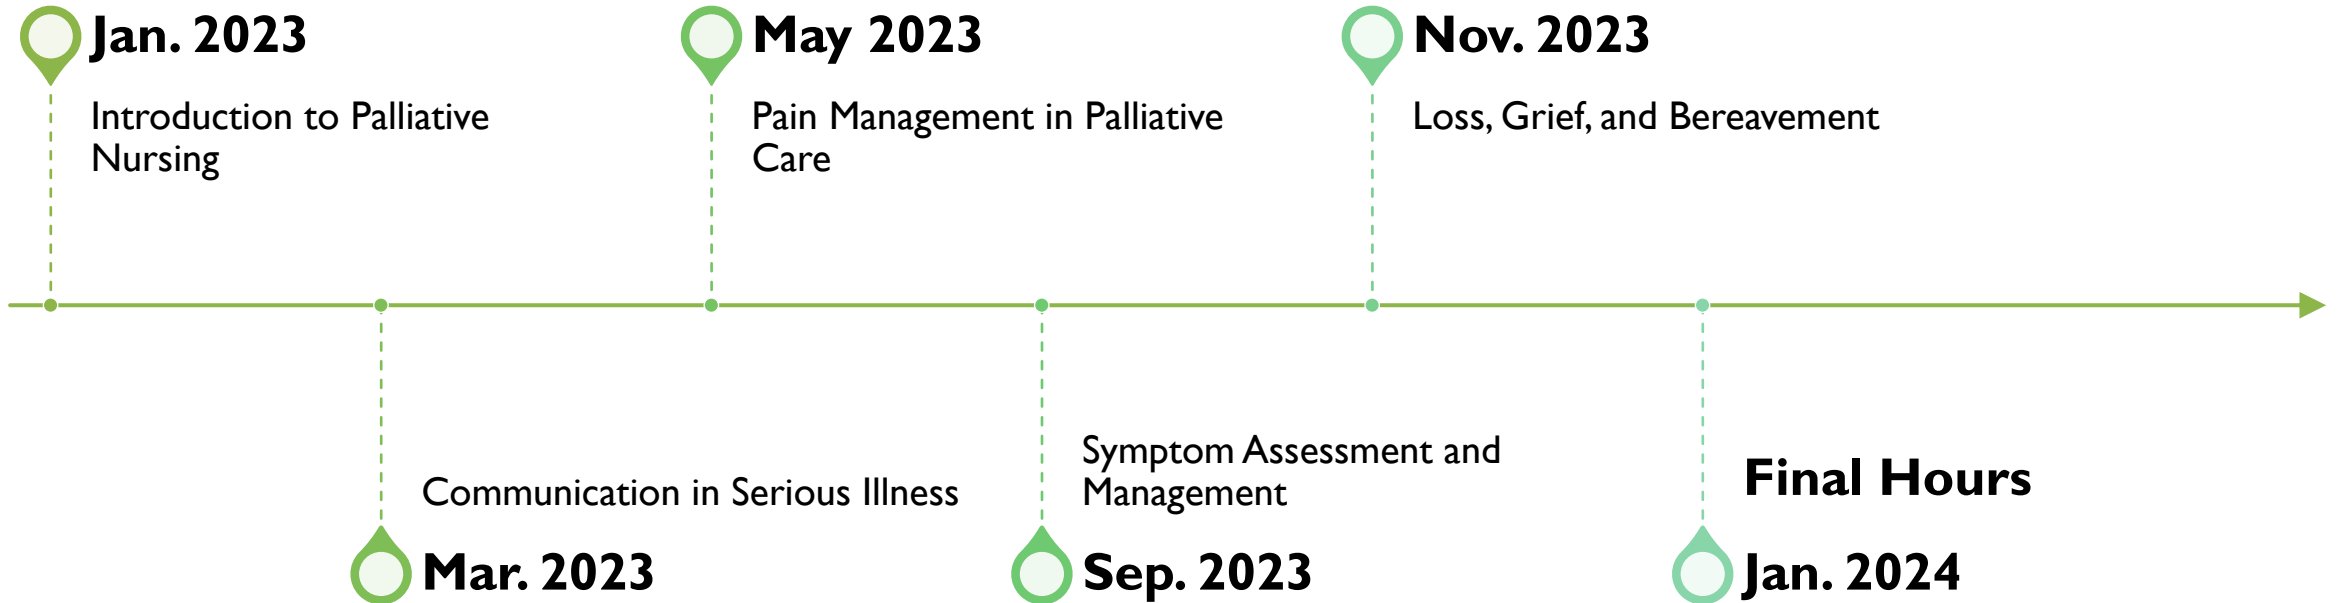 Jan. 2023
Introduction to Palliative
Nursing
Communication in Serious Illness
Mar. 2023
May 2023
Pain Management in Palliative
Care
Symptom Assessment and
Management
Sep. 2023
Nov. 2023
Loss, Grief, and Bereavement
Final Hours
Jan. 2024